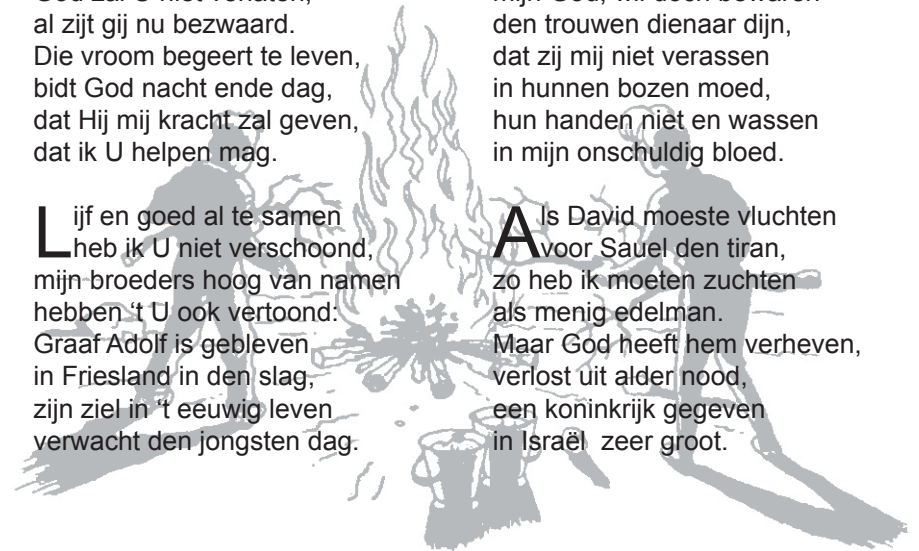 God zal U niet verlaten,
al zijt gij nu bezwaard.
Die vroom begeert te leven,
bidt God nacht ende dag,
dat Hij mij kracht zal geven,
dat ik U helpen mag.

Lijf en goed al te samen
heb ik U niet verschoond,
mijn broeders hoog van namen
hebben ‘t U ook vertoond:
Graaf Adolf is gebleven
in Friesland in den slag,
zijn ziel in ‘t eeuwig leven
verwacht den jongsten dag.

mijn God, wil doch bewaren
den trouwen dienaar dijn,
dat zij mij niet verassen
in hunnen bozen moed,
hun handen niet en wassen
in mijn onschuldig bloed.

Als David moeste vluchten
voor Sauel den tiran,
zo heb ik moeten zuchten
als menig edelman.
Maar God heeft hem verheven,
verlost uit alder nood,
een koninkrijk gegeven
in Israël zeer groot.